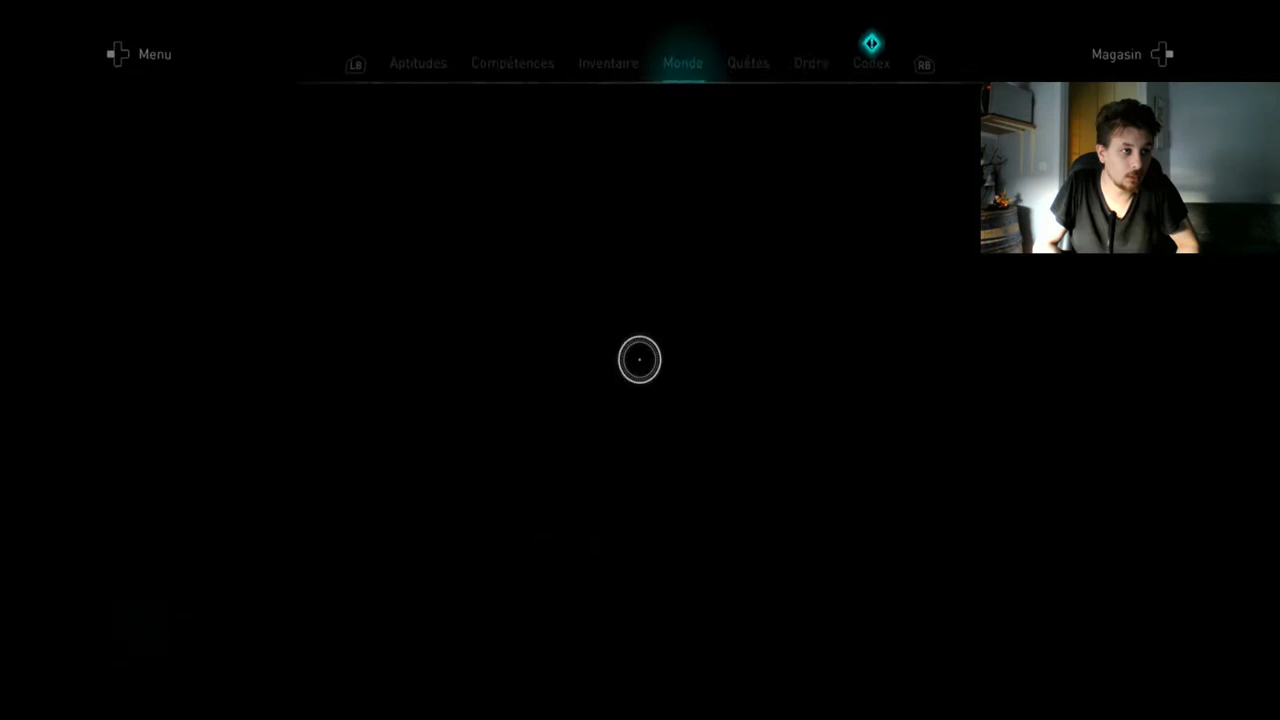 Menu
LB Aptitudes Compétences Inventaire Monde Quêtes Ordre Codex RB
Magasin